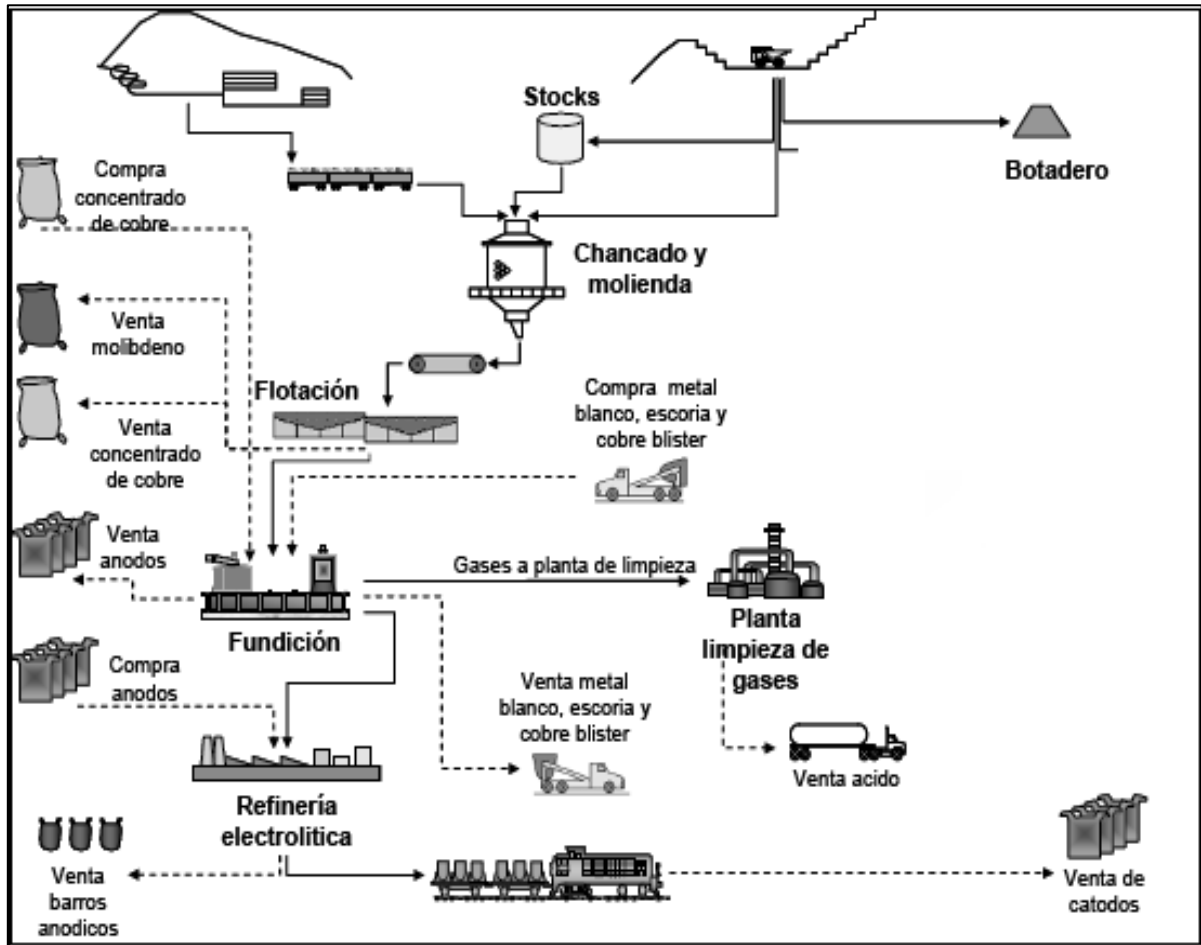 Stocks
Botadero
Compra
concentrado
de cobre
Chancado y
molienda
Venta
molibdeno
Flotación
Compra metal
blanco, escoria y
cobre blister
Venta
concentrado
de cobre
Venta
anodos
Gases a planta de limpieza
Planta
limpieza de
gases
Fundición
Compra
anodos
Venta metal
blanco, escoria y
cobre blister
Venta acido
Refinería
electrolitica
Venta
barros
anodicos
Venta de
catodos